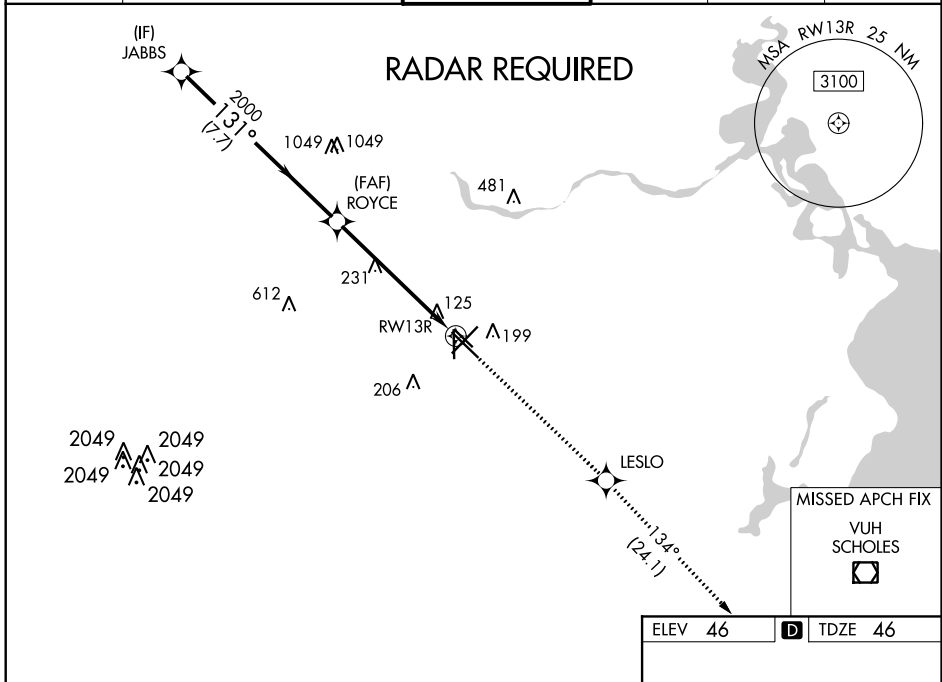 (IF)
JABBS
RADAR REQUIRED
MSA RW13R 25 NM
3100
2000
131°
(7.7)
1049
1049
(FAF)
ROYCE
481
231
612
125
RW13R
199
206
2049
2049
2049
2049
2049
LESLO
134°
(24.1)
MISSED APCH FIX
VUH
SCHOLES
ELEV 46 D TDZE 46